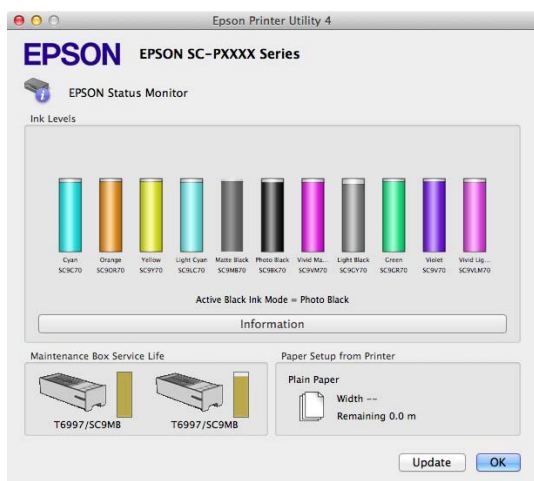 Epson Printer Utility 4
EPSON EPSON SC-PXXXX Series
EPSON Status Monitor
Ink Levels
Cyan Orange Yellow Light Cyan Matte Black Photo Black Vivid Ma... Light Black Green Violet Vivid Lig...
SC9C70 SC9OR70 SC9Y70 SC9LC70 SC9MB70 SC9BK70 SC9VM70 SC9GY70 SC9GR70 SC9V70 SC9VLM70
Active Black Ink Mode = Photo Black
Information
Maintenance Box Service Life
T6997/SC9MB T6997/SC9MB
Paper Setup from Printer
Plain Paper
Width --
Remaining 0.0 m
Update OK